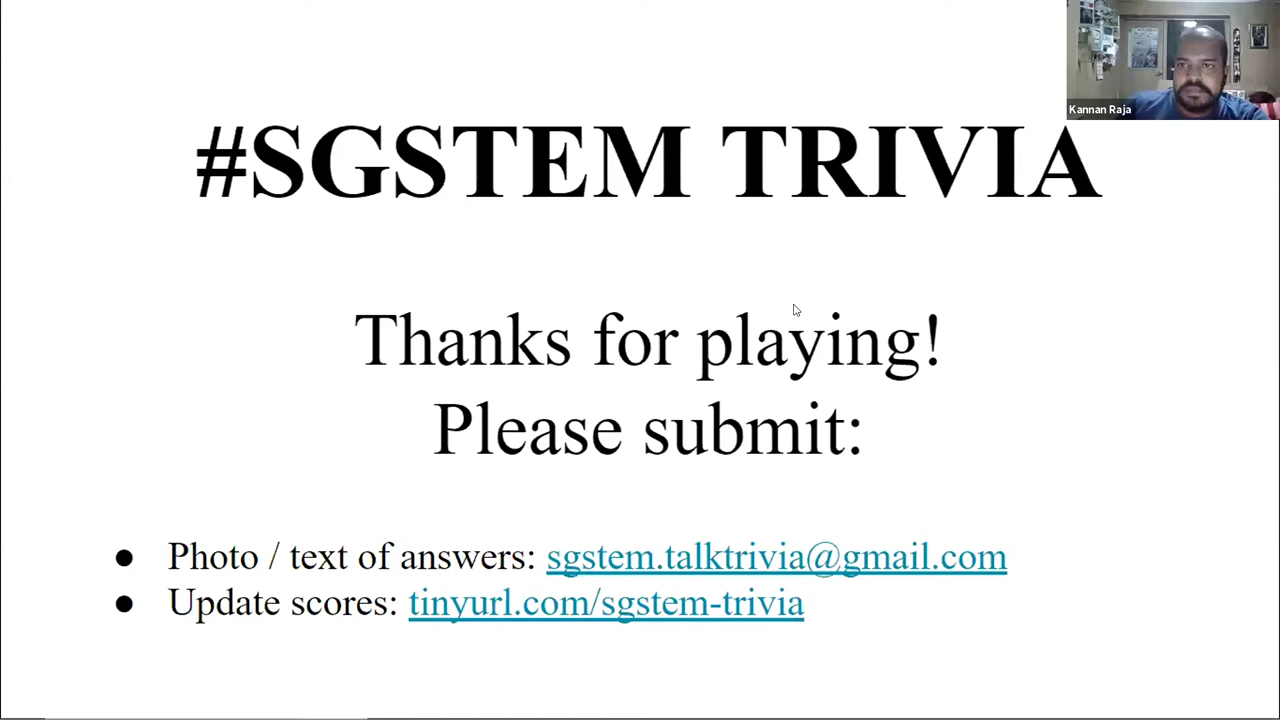 Kannan Raja
#SGSTEM TRIVIA
Thanks for playing!
Please submit:
● Photo / text of answers: sgstem.talktrivia@gmail.com
● Update scores: tinyurl.com/sgstem-trivia